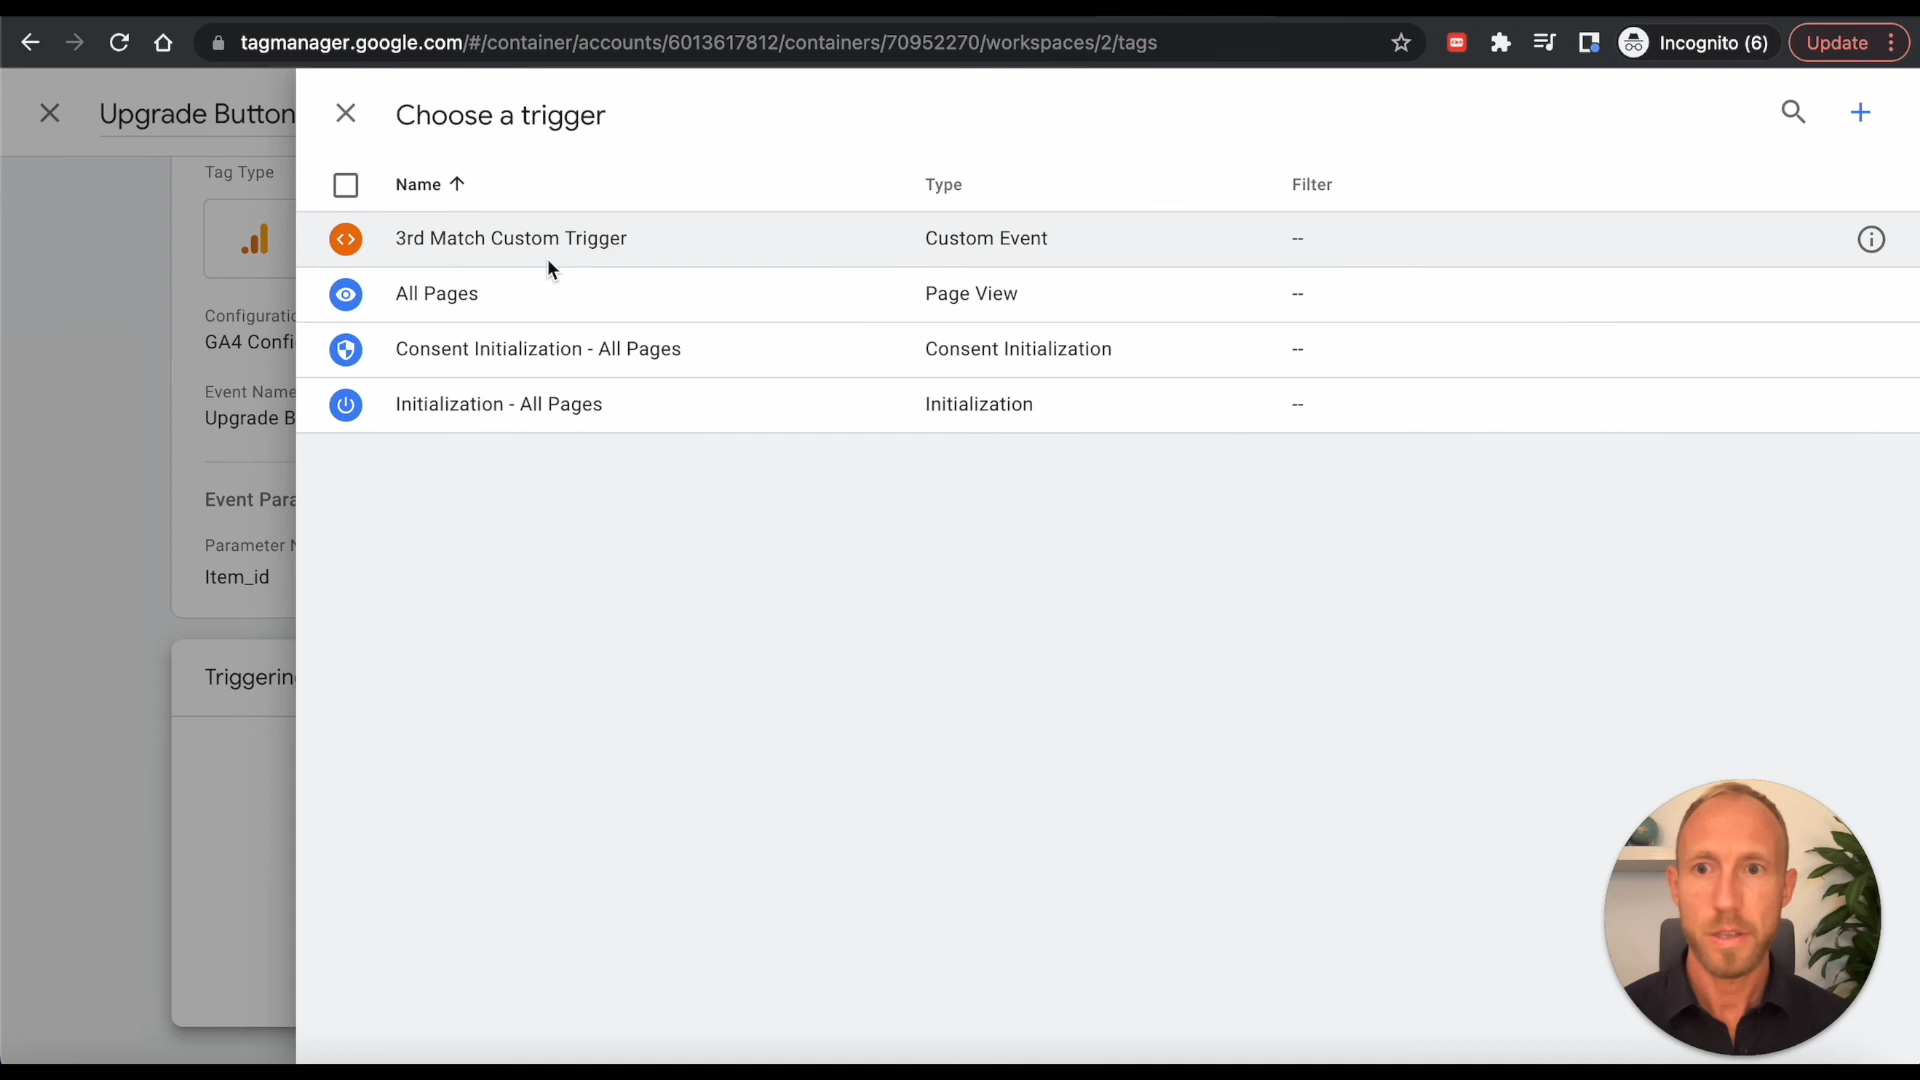 tagmanager.google.com/#/container/accounts/6013617812/containers/70952270/workspaces/2/tags
Incognito (6)
Update
Upgrade Button
Choose a trigger
Tag Type
Name
Type
Filter
3rd Match Custom Trigger
Custom Event
--
All Pages
Page View
--
Configuratio
GA4 Confi
Consent Initialization - All Pages
Consent Initialization
--
Event Name
Upgrade B
Initialization - All Pages
Initialization
--
Event Para
Parameter N
Item_id
Triggering